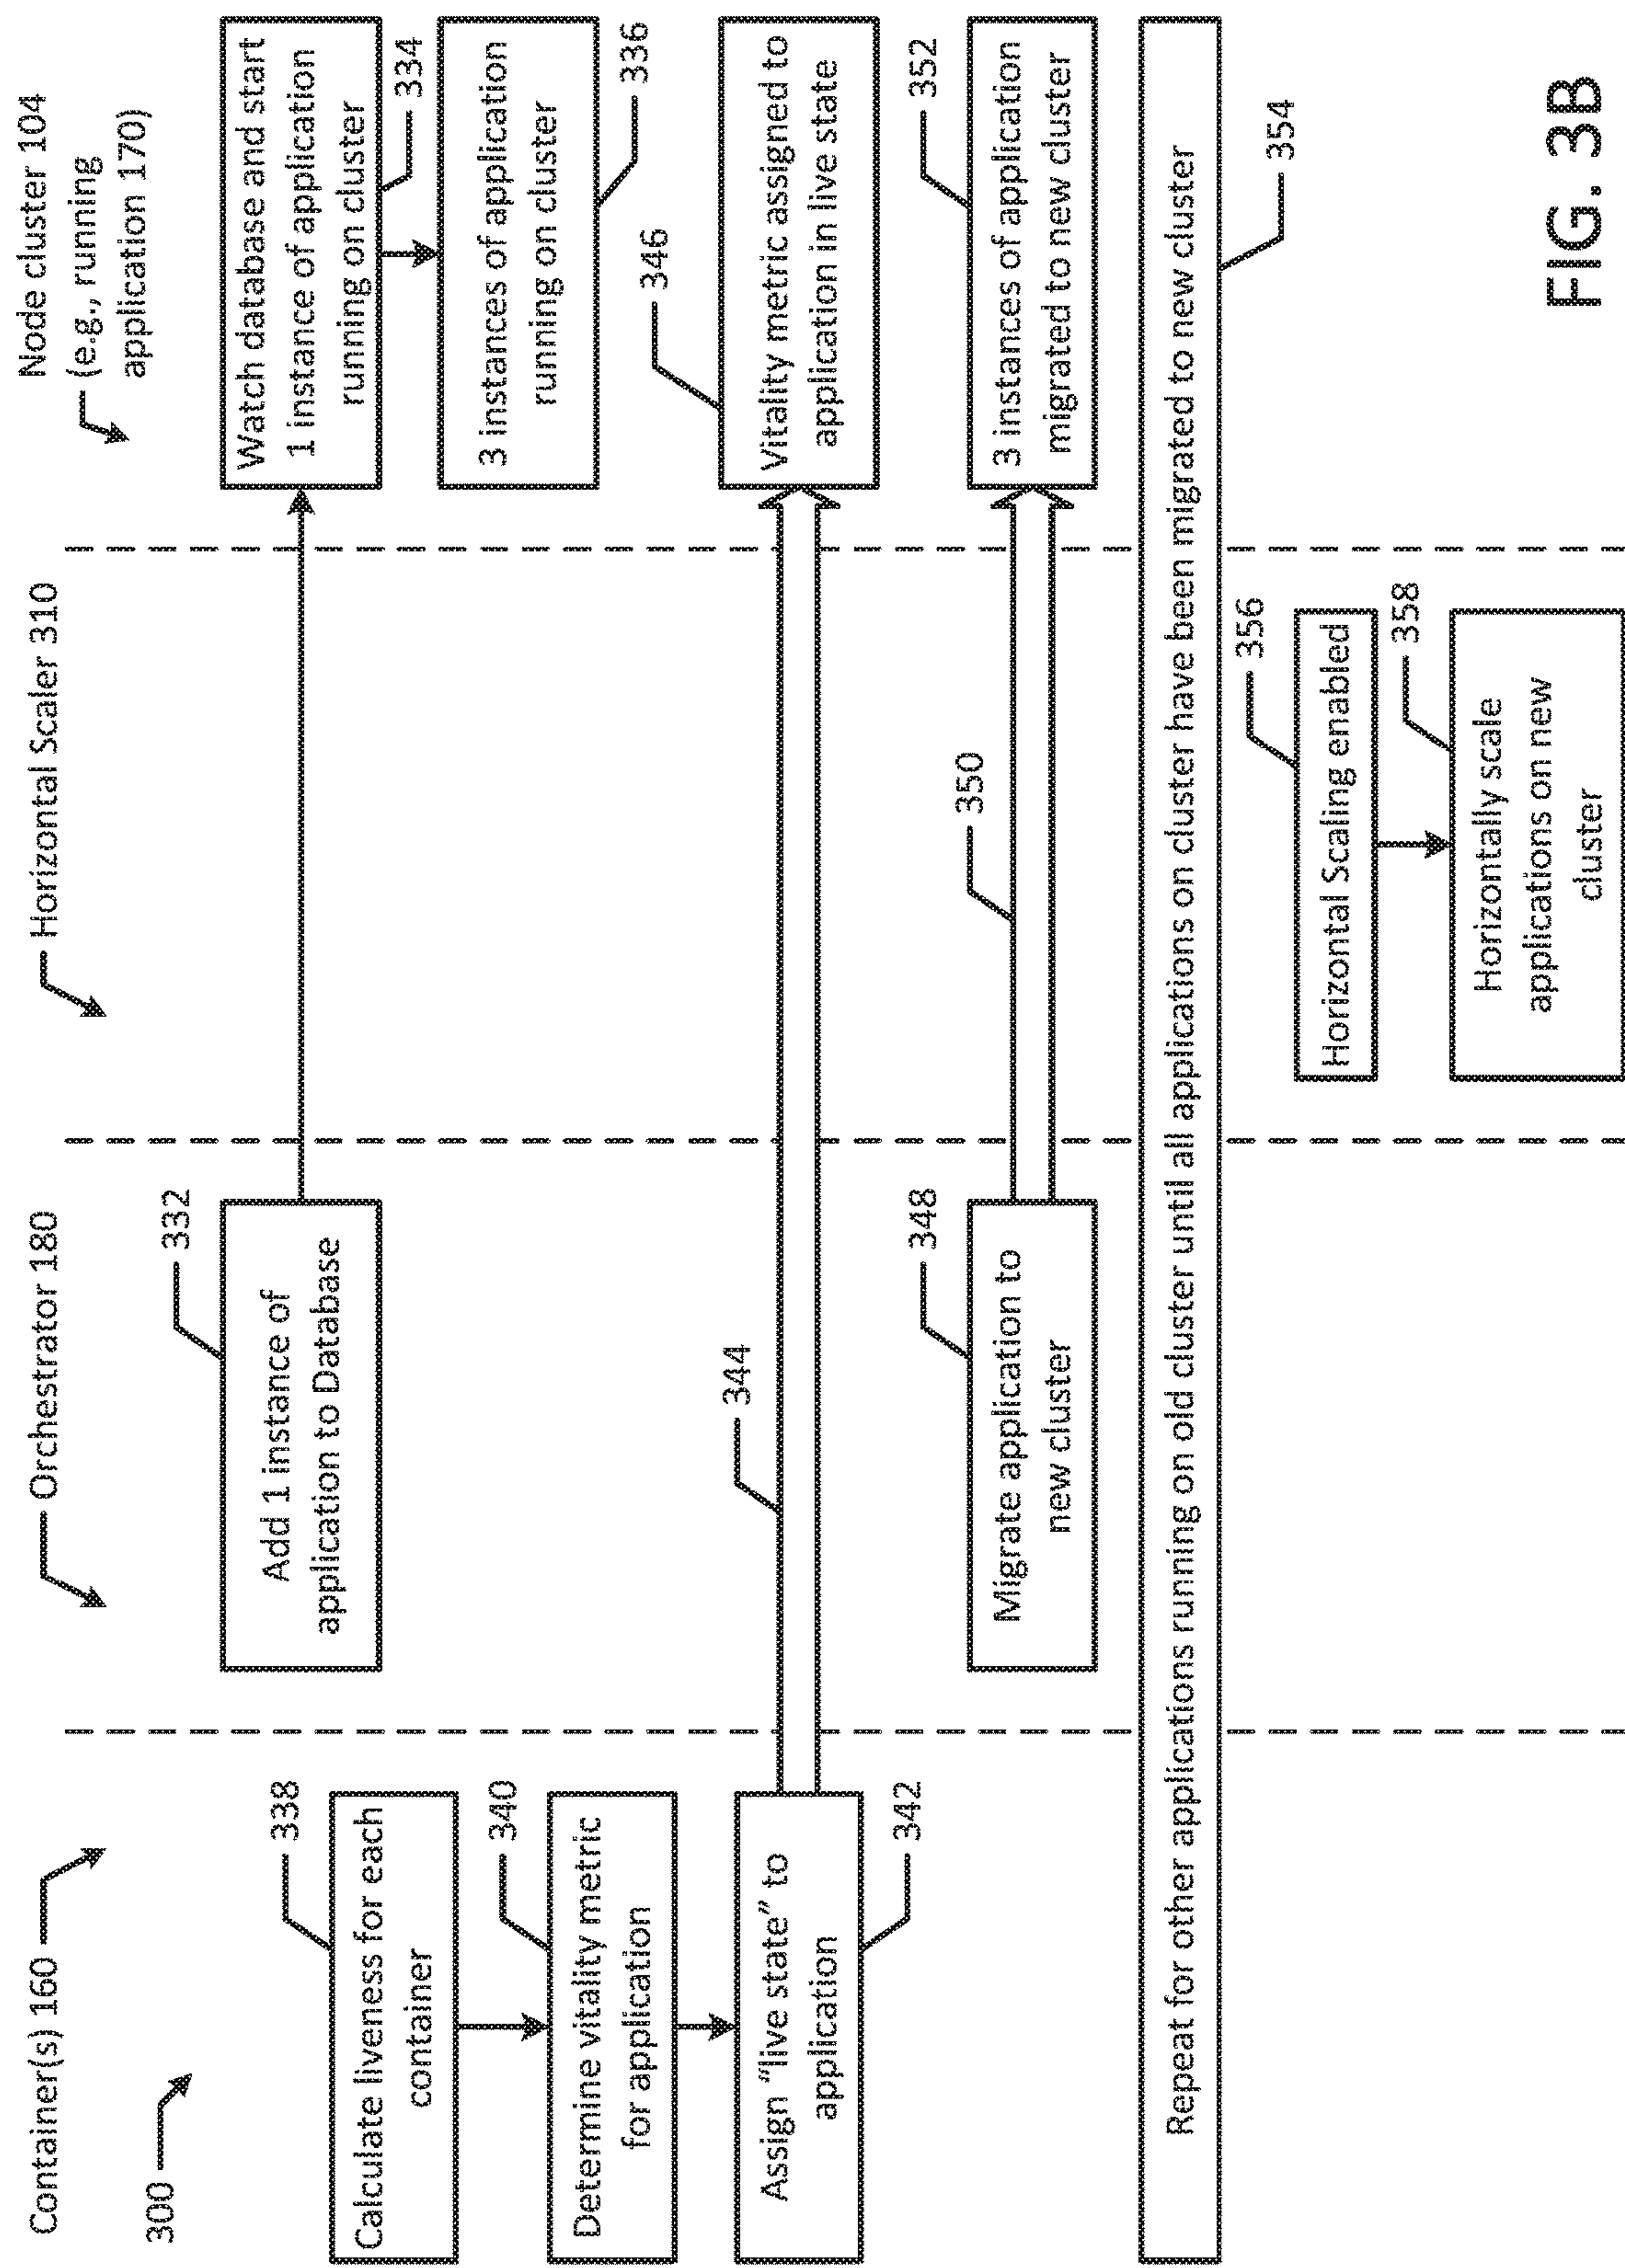 Container(s) 160
Orchestrator 180
Horizontal Scaler 310
Node cluster 104
(e.g., running
application 170)
300
332
Add 1 instance of
application to Database
Watch database and start
1 instance of application
running on cluster
334
3 instances of application
running on cluster
336
338
Calculate liveness for each
container
340
Determine vitality metric
for application
Assign “live state” to
application
342
344
346
Vitality metric assigned to
application in live state
348
Migrate application to
new cluster
350
352
3 instances of application
migrated to new cluster
Repeat for other applications running on old cluster until all applications on cluster have been migrated to new cluster
354
356
Horizontal Scaling enabled
358
Horizontally scale
applications on new
cluster
FIG. 3B